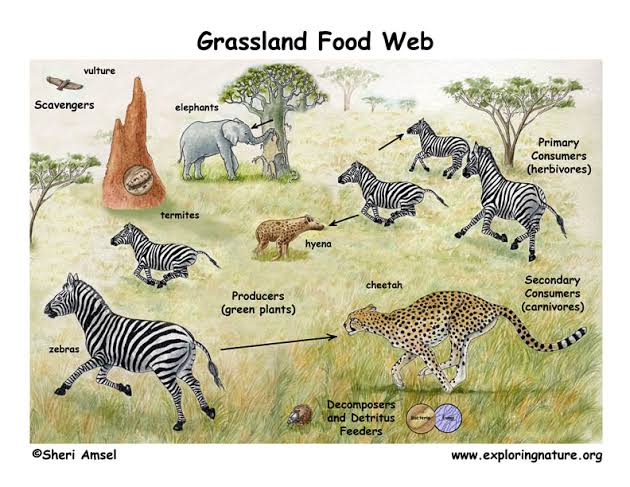 Grassland Food Web
vulture
Scavengers
elephants
Primary
Consumers
(herbivores)
termites
hyena
Secondary
Consumers
(carnivores)
cheetah
Producers
(green plants)
zebras
Decomposers
and Detritus
Feeders
Bacteria
Fungi
©Sheri Amsel
www.exploringnature.org